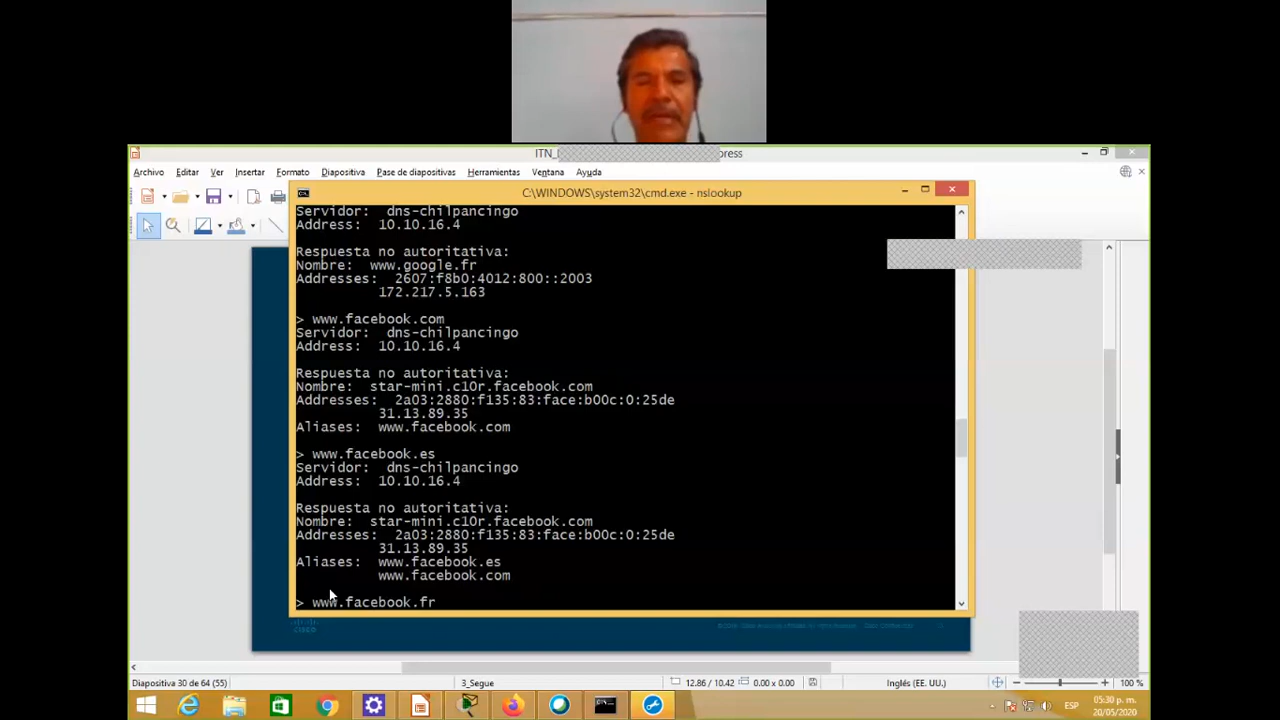 ITN_ press
Archivo Editar Ver Insertar Formato Diapositiva Pase de diapositivas Herramientas Ventana Ayuda
C:\WINDOWS\system32\cmd.exe - nslookup
Servidor: dns-chilpancingo
Address: 10.10.16.4
Respuesta no autoritativa:
Nombre: www.google.fr
Addresses: 2607:f8b0:4012:800::2003
172.217.5.163
> www.facebook.com
Servidor: dns-chilpancingo
Address: 10.10.16.4
Respuesta no autoritativa:
Nombre: star-mini.c10r.facebook.com
Addresses: 2a03:2880:f135:83:face:b00c:0:25de
31.13.89.35
Aliases: www.facebook.com
> www.facebook.es
Servidor: dns-chilpancingo
Address: 10.10.16.4
Respuesta no autoritativa:
Nombre: star-mini.c10r.facebook.com
Addresses: 2a03:2880:f135:83:face:b00c:0:25de
31.13.89.35
Aliases: www.facebook.es
www.facebook.com
> www.facebook.fr
CISCO
Diapositiva 30 de 64 (55) 3_Segue 12.86 / 10.42 0.00 x 0.00 Inglés (EE. UU.) 100 %
ESP 05:30 p. m.
20/05/2020